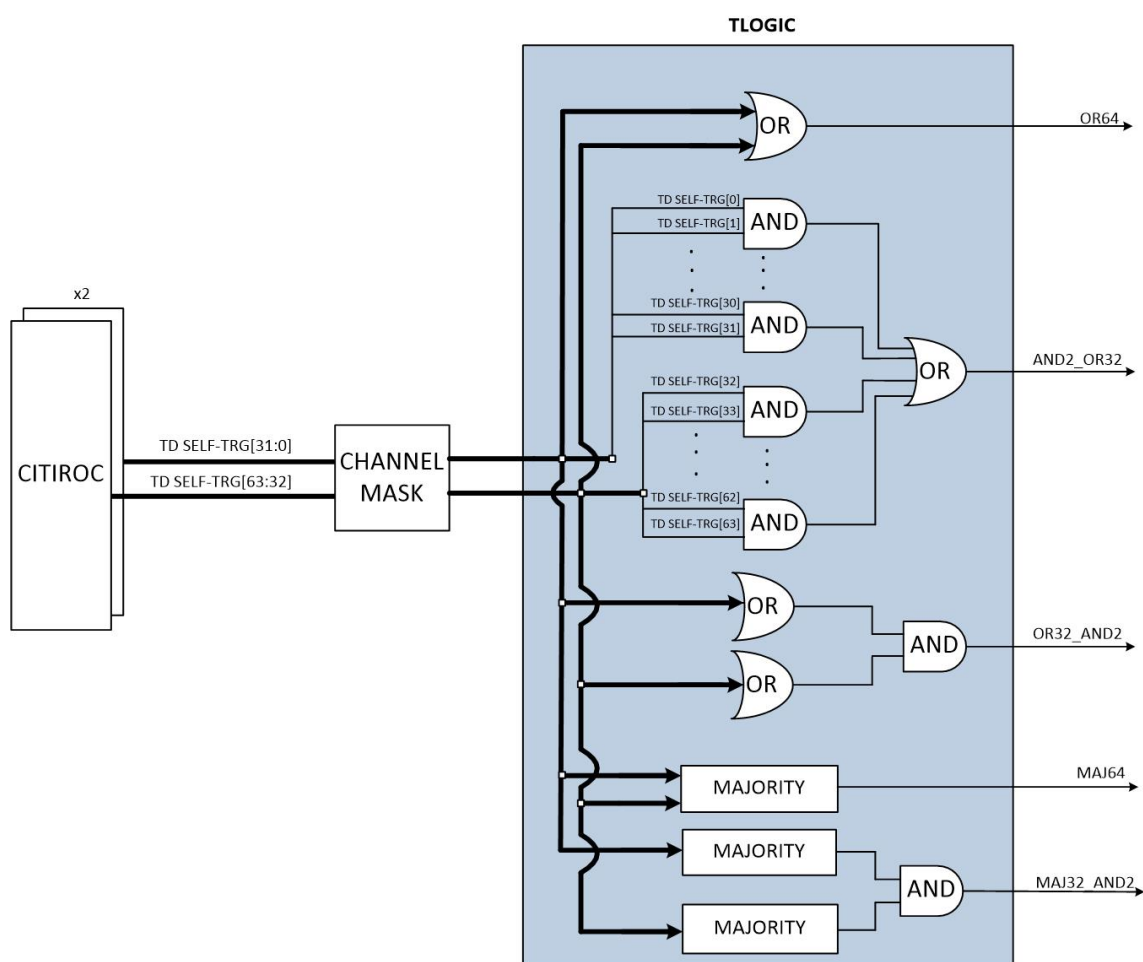 TLOGIC
OR
OR64
TD SELF-TRG[0]
AND
TD SELF-TRG[1]
x2
TD SELF-TRG[30]
AND
TD SELF-TRG[31]
OR
AND2_OR32
TD SELF-TRG[32]
AND
TD SELF-TRG[33]
CITIROC
TD SELF-TRG[31:0]
TD SELF-TRG[63:32]
CHANNEL
MASK
TD SELF-TRG[62]
AND
TD SELF-TRG[63]
OR
OR
AND
OR32_AND2
MAJORITY
MAJ64
MAJORITY
MAJORITY
AND
MAJ32_AND2